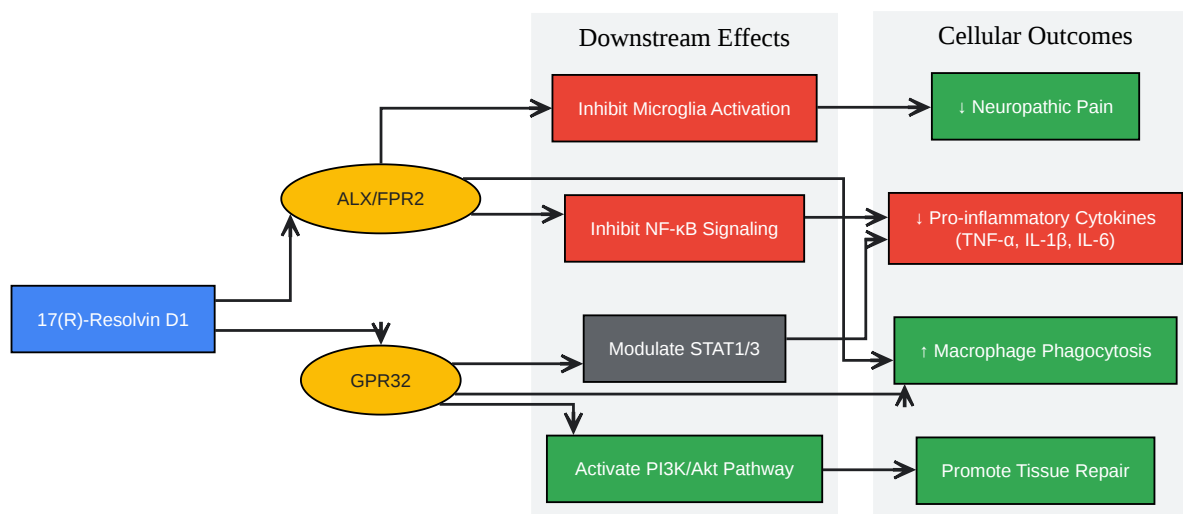 Downstream Effects
Cellular Outcomes
Inhibit Microglia Activation
↓ Neuropathic Pain
ALX/FPR2
Inhibit NF-κB Signaling
↓ Pro-inflammatory Cytokines
(TNF-α, IL-1β, IL-6)
17(R)-Resolvin D1
Modulate STAT1/3
↑ Macrophage Phagocytosis
GPR32
Activate PI3K/Akt Pathway
Promote Tissue Repair